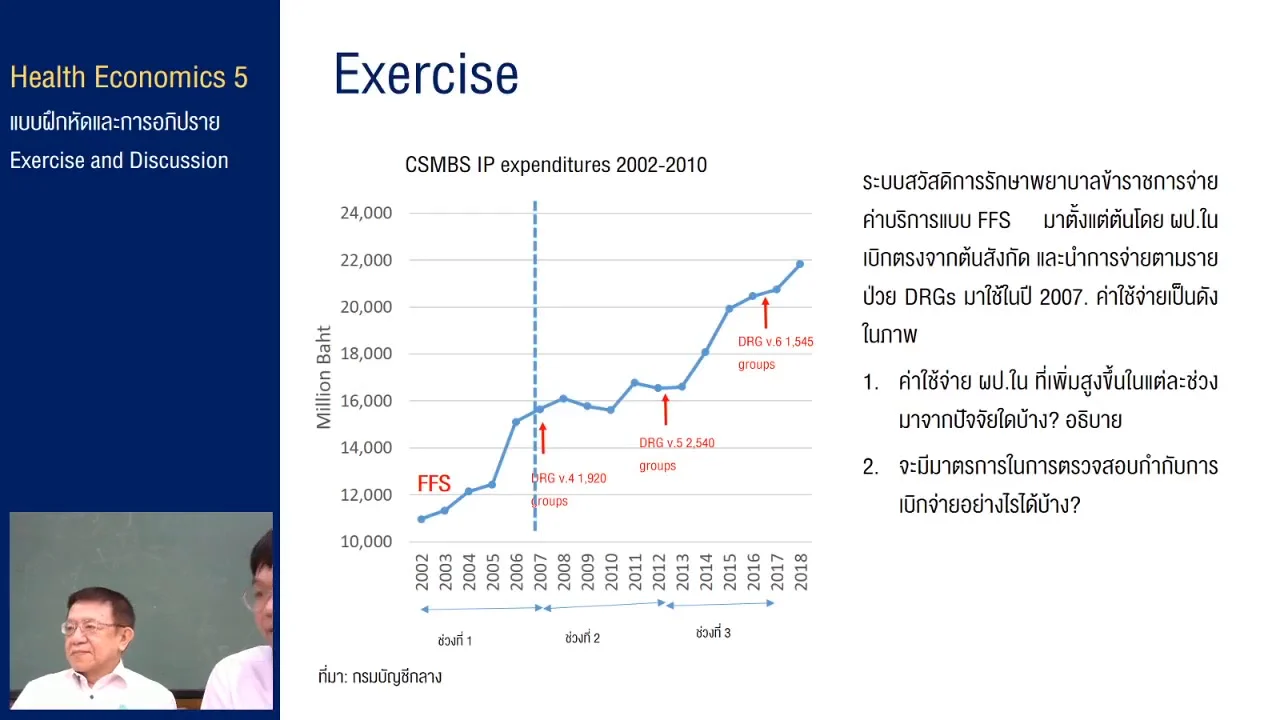 Health Economics 5
แบบฝึกหัดและการอภิปราย
Exercise and Discussion
Exercise
CSMBS IP expenditures 2002-2010
24,000
22,000
20,000
18,000
16,000
14,000
12,000
10,000
Million Baht
FFS
DRG v.4 1,920
groups
DRG v.5 2,540
groups
DRG v.6 1,545
groups
2002 2003 2004 2005 2006 2007 2008 2009 2010 2011 2012 2013 2014 2015 2016 2017 2018
ช่วงที่ 1 ช่วงที่ 2 ช่วงที่ 3
ที่มา: กรมบัญชีกลาง
ระบบสวัสดิการรักษาพยาบาลข้าราชการจ่าย
ค่าบริการแบบ FFS มาตั้งแต่ต้นโดย ผป.ใน
เบิกตรงจากต้นสังกัด และนำการจ่ายตามราย
ป่วย DRGs มาใช้ในปี 2007. ค่าใช้จ่ายเป็นดัง
ในภาพ
1. ค่าใช้จ่าย ผป.ใน ที่เพิ่มสูงขึ้นในแต่ละช่วง
มาจากปัจจัยใดบ้าง? อธิบาย
2. จะมีมาตรการในการตรวจสอบกำกับการ
เบิกจ่ายอย่างไรได้บ้าง?